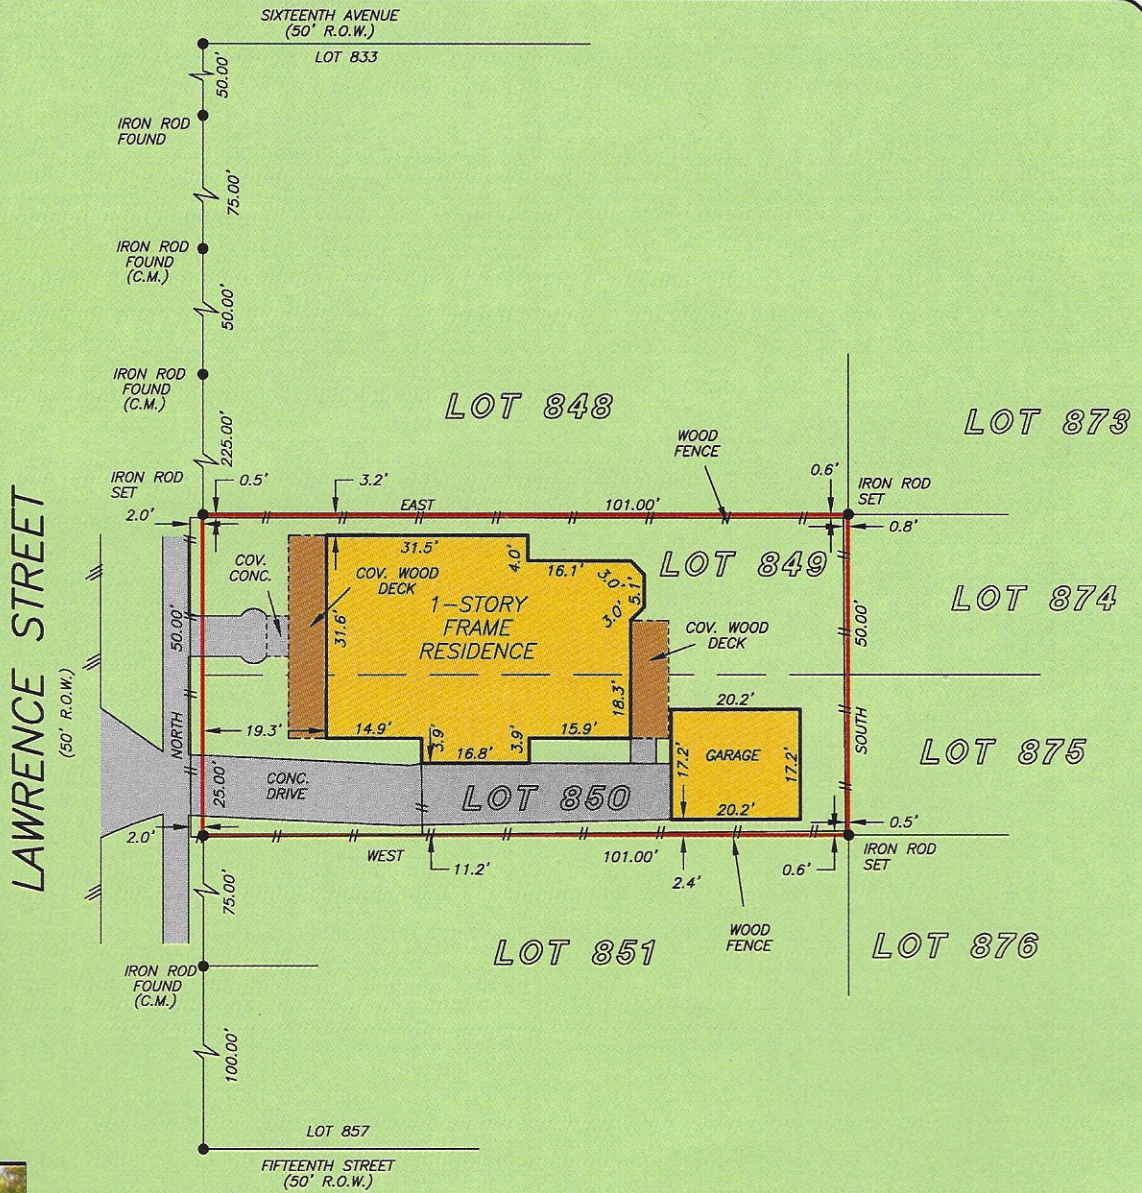 SIXTEENTH AVENUE
(50' R.O.W.)
LOT 833
50.00'
IRON ROD
FOUND
75.00'
IRON ROD
FOUND
(C.M.)
50.00'
IRON ROD
FOUND
(C.M.)
225.00'
LOT 848
LOT 873
WOOD
FENCE
IRON ROD
SET
0.5'
3.2'
0.6'
IRON ROD
SET
2.0'
EAST
101.00'
0.8'
LAWRENCE STREET
(50' R.O.W.)
COV.
CONC.
COV. WOOD
DECK
31.5'
4.0'
16.1'
3.0'
5.1'
3.0'
LOT 849
LOT 874
50.00'
31.6'
1-STORY
FRAME
RESIDENCE
COV. WOOD
DECK
50.00'
NORTH
19.3'
14.9'
3.9'
16.8'
3.9'
15.9'
18.3'
20.2'
17.2'
GARAGE
17.2'
20.2'
SOUTH
LOT 875
25.00'
CONC.
DRIVE
LOT 850
2.0'
WEST
11.2'
101.00'
2.4'
0.6'
0.5'
IRON ROD
SET
75.00'
WOOD
FENCE
LOT 851
LOT 876
IRON ROD
FOUND
(C.M.)
100.00'
LOT 857
FIFTEENTH STREET
(50' R.O.W.)